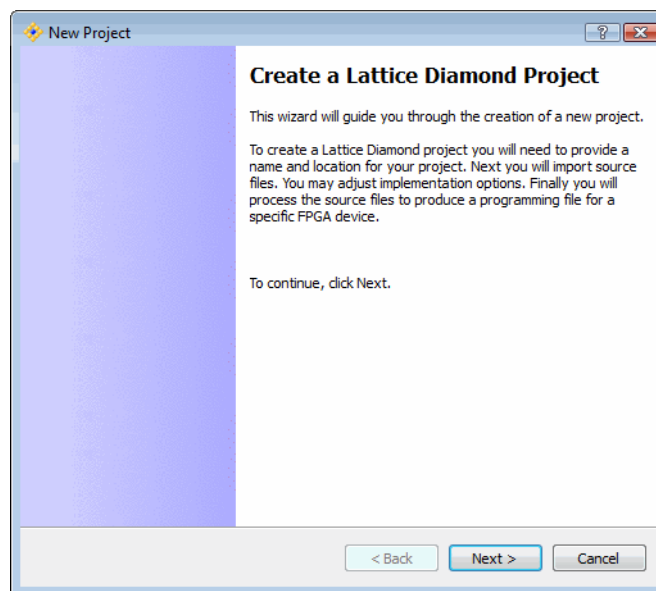 New Project
Create a Lattice Diamond Project
This wizard will guide you through the creation of a new project.
To create a Lattice Diamond project you will need to provide a
name and location for your project. Next you will import source
files. You may adjust implementation options. Finally you will
process the source files to produce a programming file for a
specific FPGA device.
To continue, click Next.
< Back
Next >
Cancel